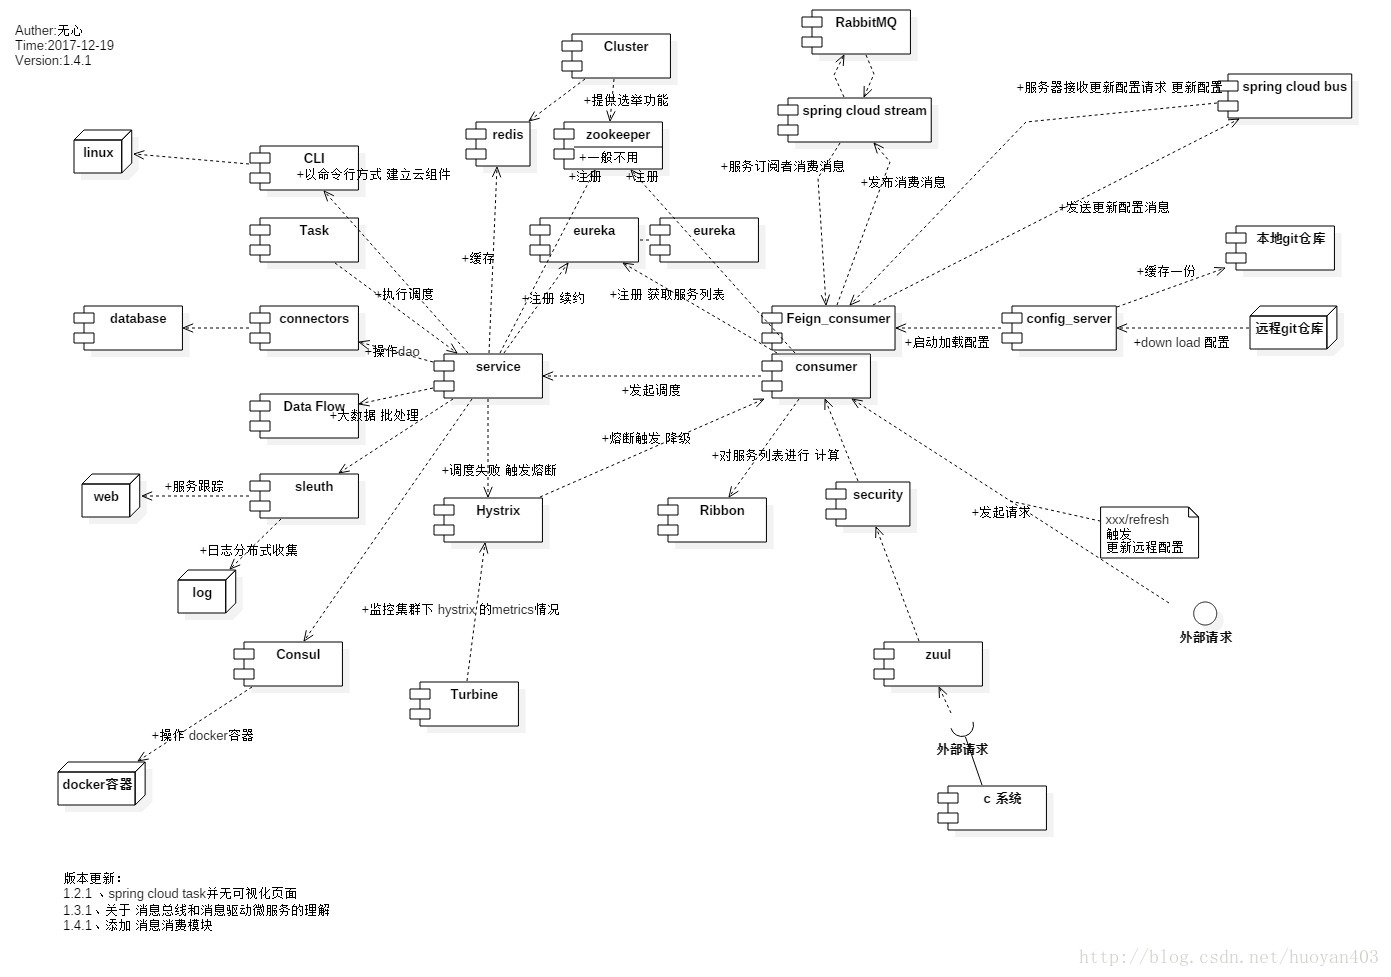 Auther:无心
Time:2017-12-19
Version:1.4.1
RabbitMQ
Cluster
+服务器接收更新配置请求 更新配置
spring cloud bus
+提供选举功能
spring cloud stream
redis
zookeeper
+一般不用
linux
CLI
+以命令行方式 建立云组件
+注册
+注册
+服务订阅者消费消息
+发布消费消息
+发送更新配置消息
Task
eureka
eureka
本地git仓库
+缓存
+缓存一份
+执行调度
+注册 续约
+注册 获取服务列表
database
connectors
Feign_consumer
config_server
远程git仓库
+启动加载配置
+down load 配置
+操作dao
service
consumer
+发起调度
Data Flow
+大数据 批处理
+熔断触发 降级
+对服务列表进行 计算
+调度失败 触发熔断
web
+服务跟踪
sleuth
security
Hystrix
Ribbon
+发起请求
xxx/refresh
触发
更新远程配置
+日志分布式收集
log
+监控集群下 hystrix 的metrics情况
外部请求
Consul
zuul
Turbine
+操作 docker容器
外部请求
docker容器
c 系统
版本更新：
1.2.1 、spring cloud task并无可视化页面
1.3.1、关于 消息总线和消息驱动微服务的理解
1.4.1、添加 消息消费模块
http://blog.csdn.net/huoyan403